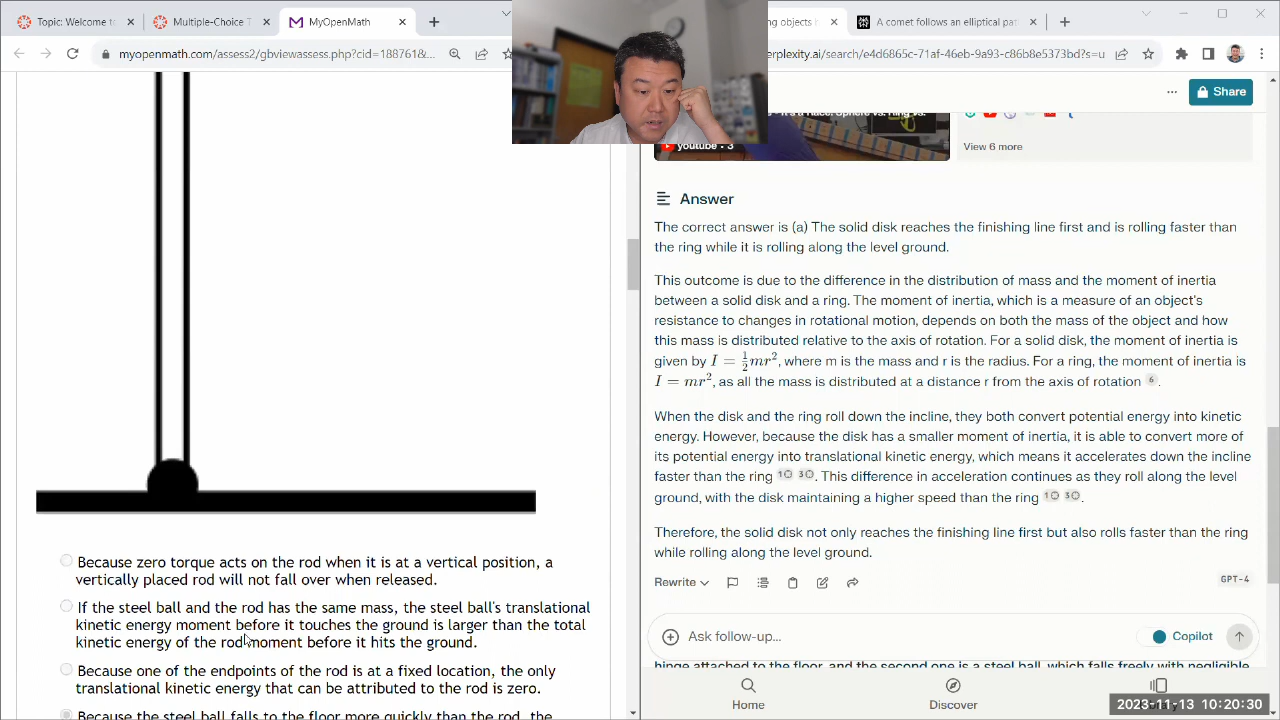 Topic: Welcome to
Multiple-Choice
MyOpenMath
ng objects
A comet follows an elliptical pat
myopenmath.com/assess2/gbviewassess.php?cid=188761&...
erplexity.ai/search/e4d6865c-71af-46eb-9a93-c86b8e5373bd?s=u
Share
youtube · 3
View 6 more
Answer
The correct answer is (a) The solid disk reaches the finishing line first and is rolling faster than
the ring while it is rolling along the level ground.
This outcome is due to the difference in the distribution of mass and the moment of inertia
between a solid disk and a ring. The moment of inertia, which is a measure of an object's
resistance to changes in rotational motion, depends on both the mass of the object and how
this mass is distributed relative to the axis of rotation. For a solid disk, the moment of inertia is
given by I = ½mr², where m is the mass and r is the radius. For a ring, the moment of inertia is
I = mr², as all the mass is distributed at a distance r from the axis of rotation 6.
When the disk and the ring roll down the incline, they both convert potential energy into kinetic
energy. However, because the disk has a smaller moment of inertia, it is able to convert more of
its potential energy into translational kinetic energy, which means it accelerates down the incline
faster than the ring 1 3. This difference in acceleration continues as they roll along the level
ground, with the disk maintaining a higher speed than the ring 1 3.
Therefore, the solid disk not only reaches the finishing line first but also rolls faster than the ring
while rolling along the level ground.
Rewrite
GPT-4
Ask follow-up...
Copilot
hinge attached to the floor, and the second one is a steel ball, which falls freely with negligible
Home
Discover
2023-11-13 10:20:30
Because zero torque acts on the rod when it is at a vertical position, a
vertically placed rod will not fall over when released.
If the steel ball and the rod has the same mass, the steel ball's translational
kinetic energy moment before it touches the ground is larger than the total
kinetic energy of the rod moment before it hits the ground.
Because one of the endpoints of the rod is at a fixed location, the only
translational kinetic energy that can be attributed to the rod is zero.
Because the steel ball falls to the floor more quickly than the rod, the